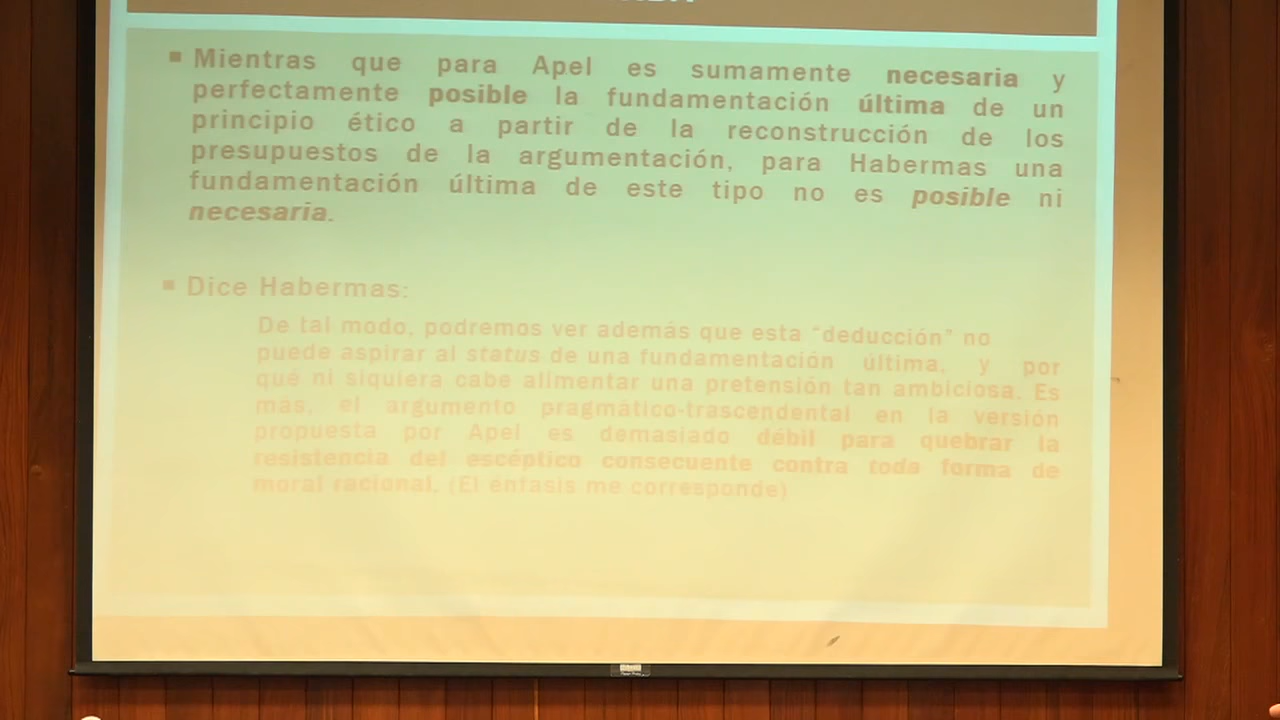 ▪ Mientras que para Apel es sumamente necesaria y
perfectamente posible la fundamentación última de un
principio ético a partir de la reconstrucción de los
presupuestos de la argumentación, para Habermas una
fundamentación última de este tipo no es posible ni
necesaria.
▪ Dice Habermas:
De tal modo, podremos ver además que esta "deducción" no
puede aspirar al status de una fundamentación última, y por
qué ni siquiera cabe alimentar una pretensión tan ambiciosa. Es
más, el argumento pragmático-trascendental en la versión
propuesta por Apel es demasiado débil para quebrar la
resistencia del escéptico consecuente contra toda forma de
moral racional. (El énfasis me corresponde)